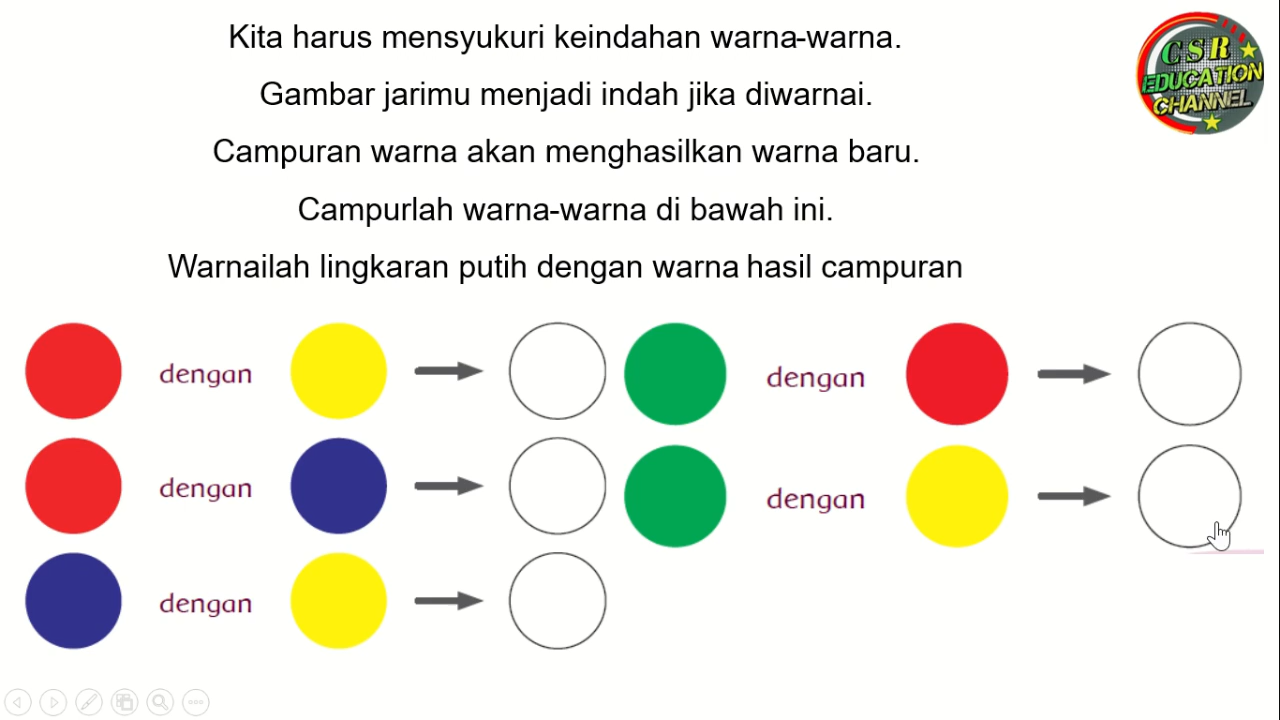 Kita harus mensyukuri keindahan warna-warna.
Gambar jarimu menjadi indah jika diwarnai.
Campuran warna akan menghasilkan warna baru.
Campurlah warna-warna di bawah ini.
Warnailah lingkaran putih dengan warna hasil campuran
CSR
EDUCATION
CHANNEL
dengan
dengan
dengan
dengan
dengan